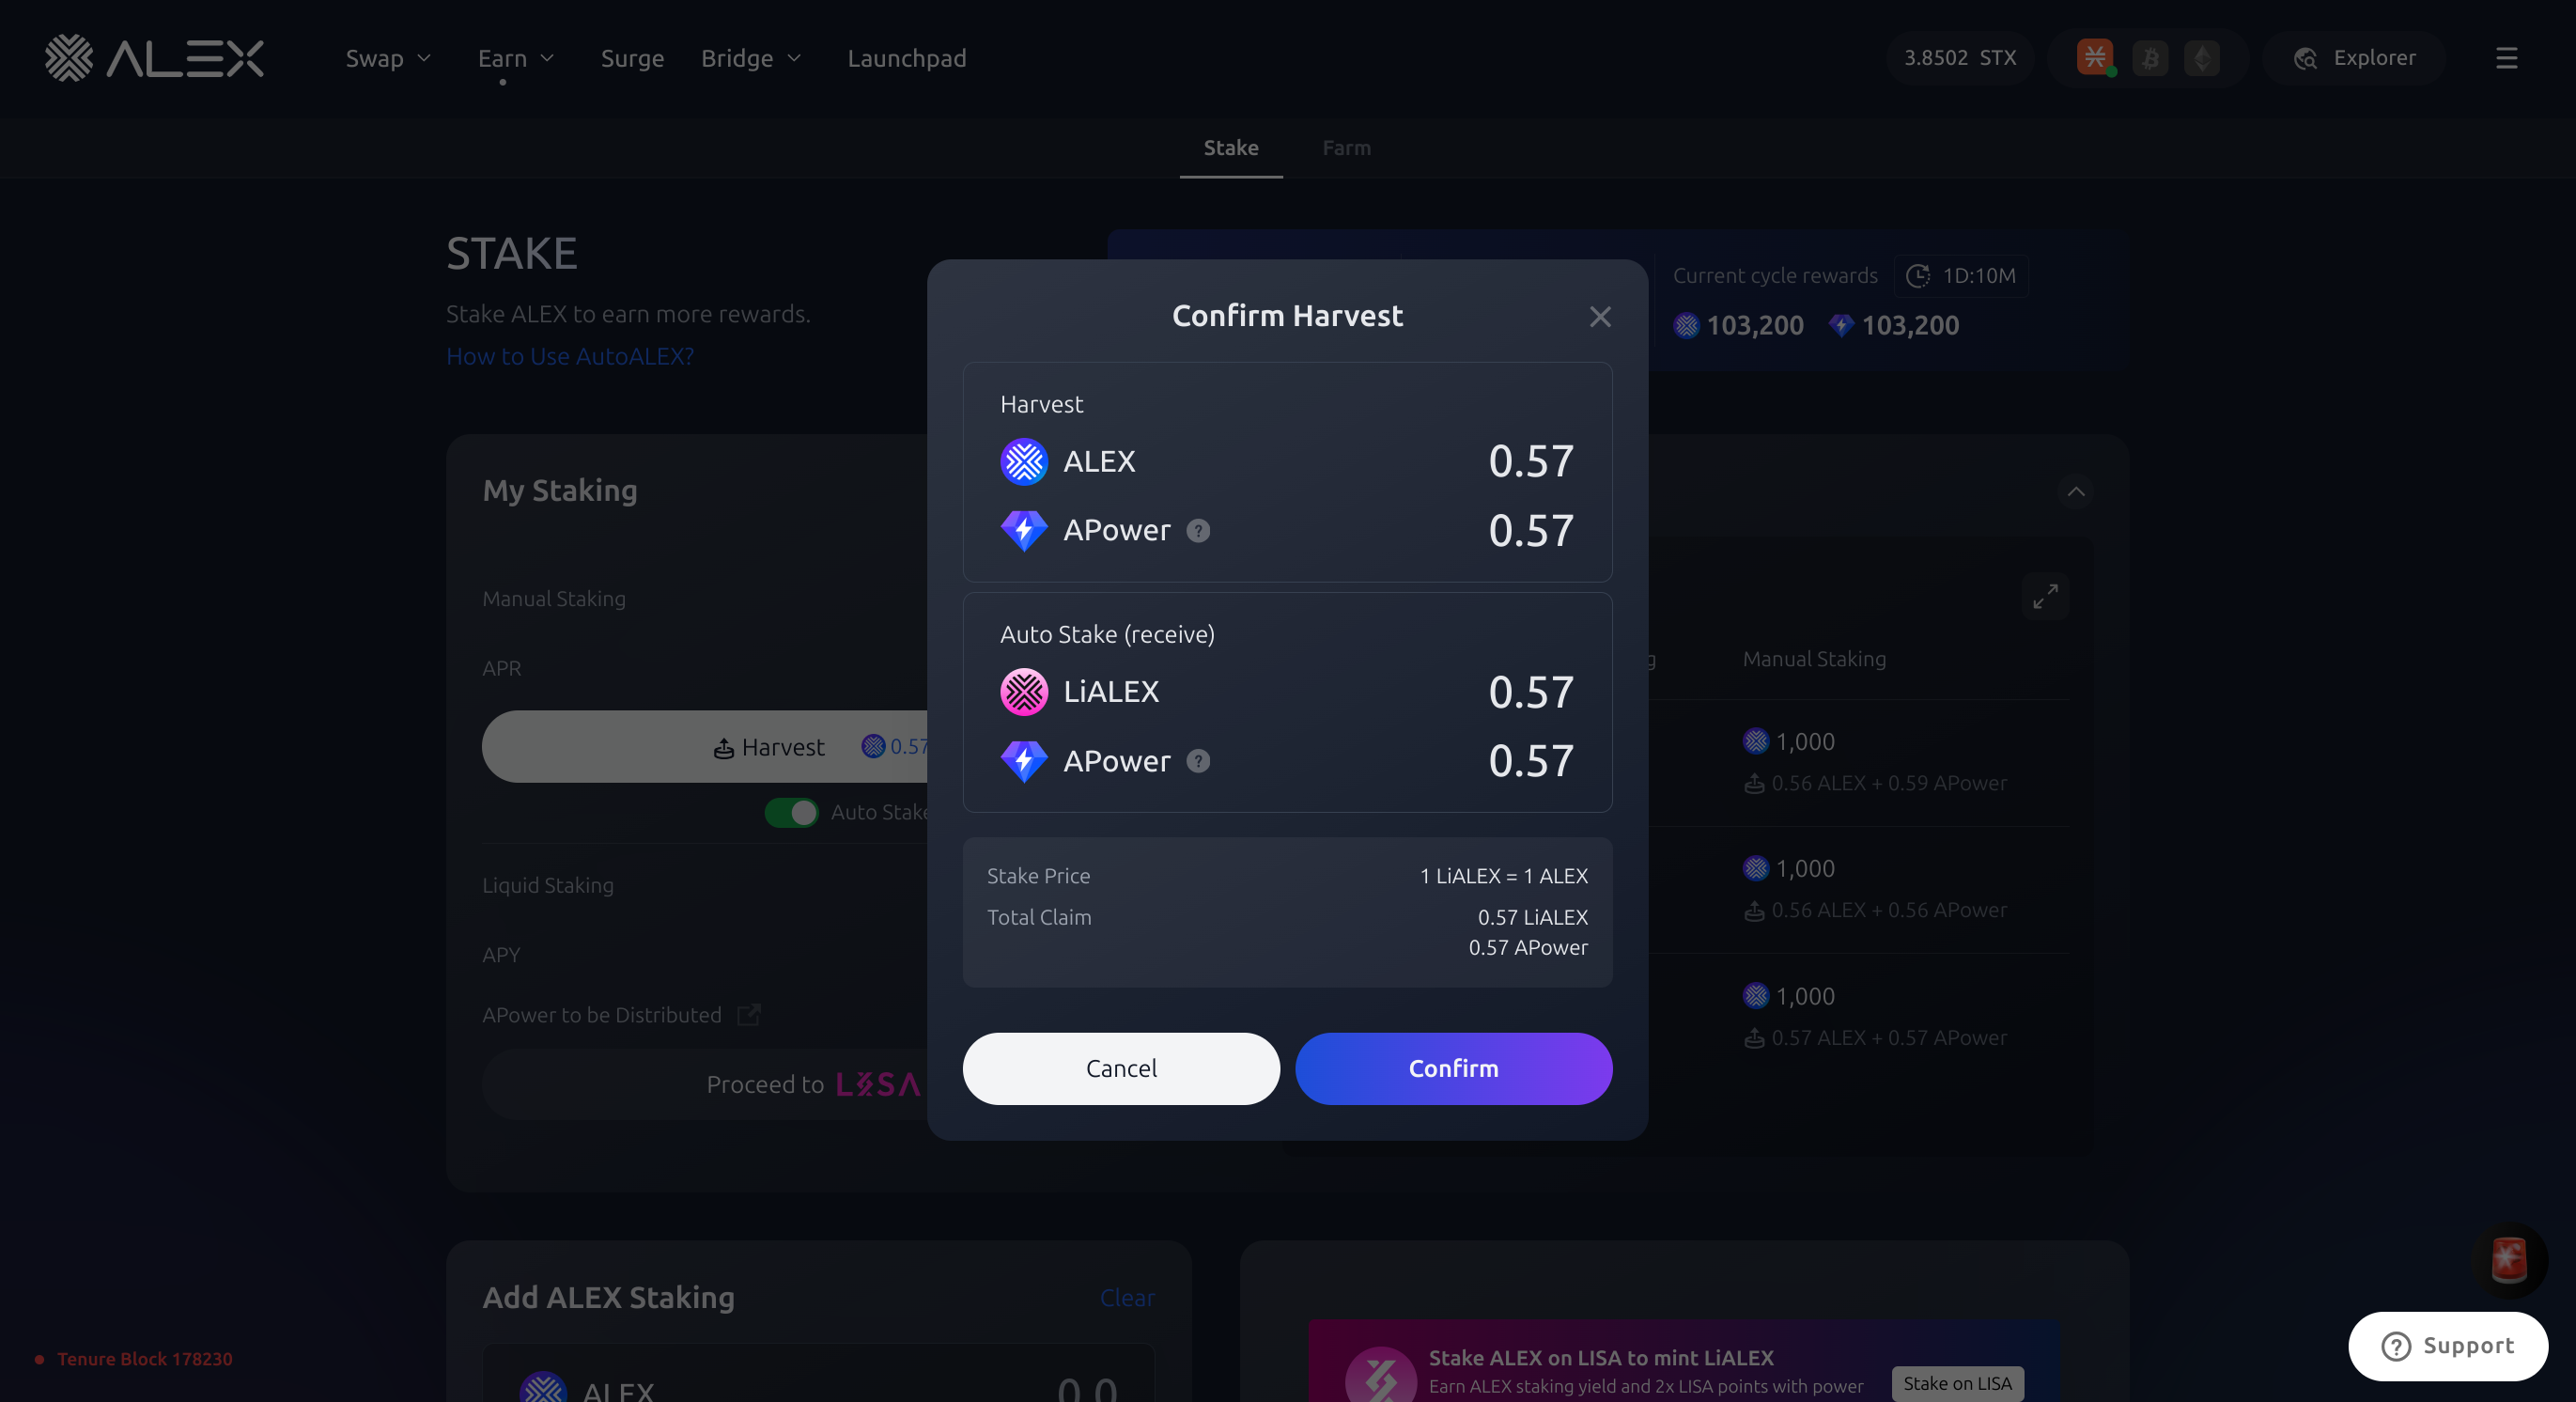 ALEX
Swap
Earn
Surge
Bridge
Launchpad
3.8502 STX
Explorer
Stake
Farm
STAKE
Stake ALEX to earn more rewards.
How to Use AutoALEX?
Current cycle rewards
1D:10M
103,200
103,200
Confirm Harvest
Harvest
ALEX
0.57
APower ?
0.57
Auto Stake (receive)
LiALEX
0.57
APower ?
0.57
Stake Price
1 LiALEX = 1 ALEX
Total Claim
0.57 LiALEX
0.57 APower
Cancel
Confirm
My Staking
Manual Staking
APR
Harvest
0.57
Auto Stake
Liquid Staking
APY
APower to be Distributed
Proceed to LISA
Manual Staking
1,000
0.56 ALEX + 0.59 APower
1,000
0.56 ALEX + 0.56 APower
1,000
0.57 ALEX + 0.57 APower
Add ALEX Staking
Clear
ALEX
0.0
Stake ALEX on LISA to mint LiALEX
Earn ALEX staking yield and 2x LISA points with power
Stake on LISA
Tenure Block 178230
? Support